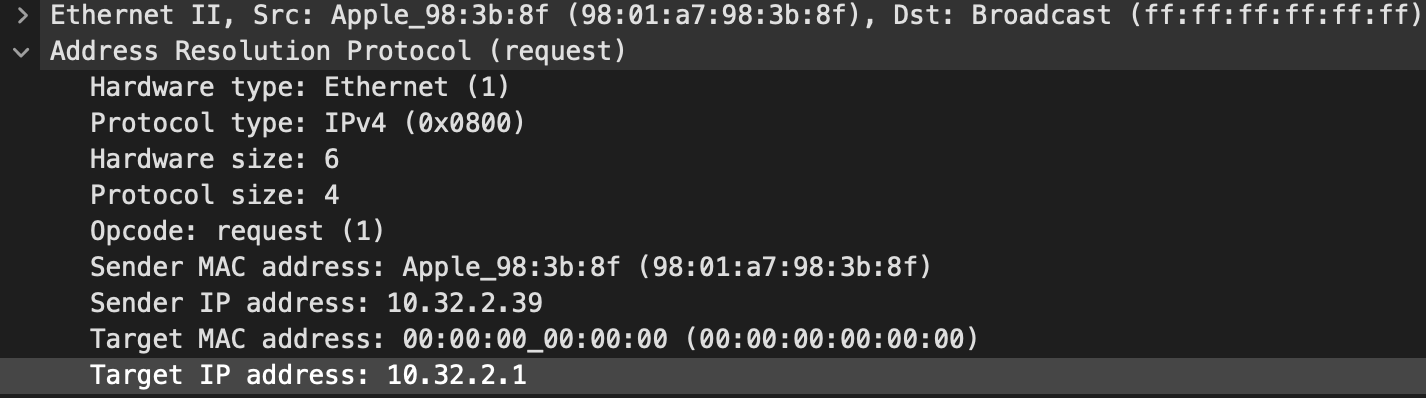 Ethernet II, Src: Apple_98:3b:8f (98:01:a7:98:3b:8f), Dst: Broadcast (ff:ff:ff:ff:ff:ff)
Address Resolution Protocol (request)
Hardware type: Ethernet (1)
Protocol type: IPv4 (0x0800)
Hardware size: 6
Protocol size: 4
Opcode: request (1)
Sender MAC address: Apple_98:3b:8f (98:01:a7:98:3b:8f)
Sender IP address: 10.32.2.39
Target MAC address: 00:00:00_00:00:00 (00:00:00:00:00:00)
Target IP address: 10.32.2.1